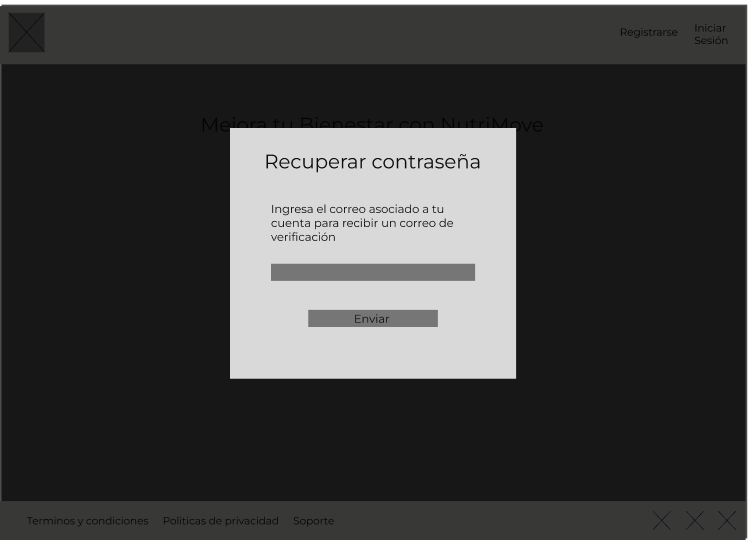 Registrarse
Iniciar
Sesión
Mejora tu Bienestar con NutriMove
Recuperar contraseña
Ingresa el correo asociado a tu
cuenta para recibir un correo de
verificación
Enviar
Terminos y condiciones
Politicas de privacidad
Soporte